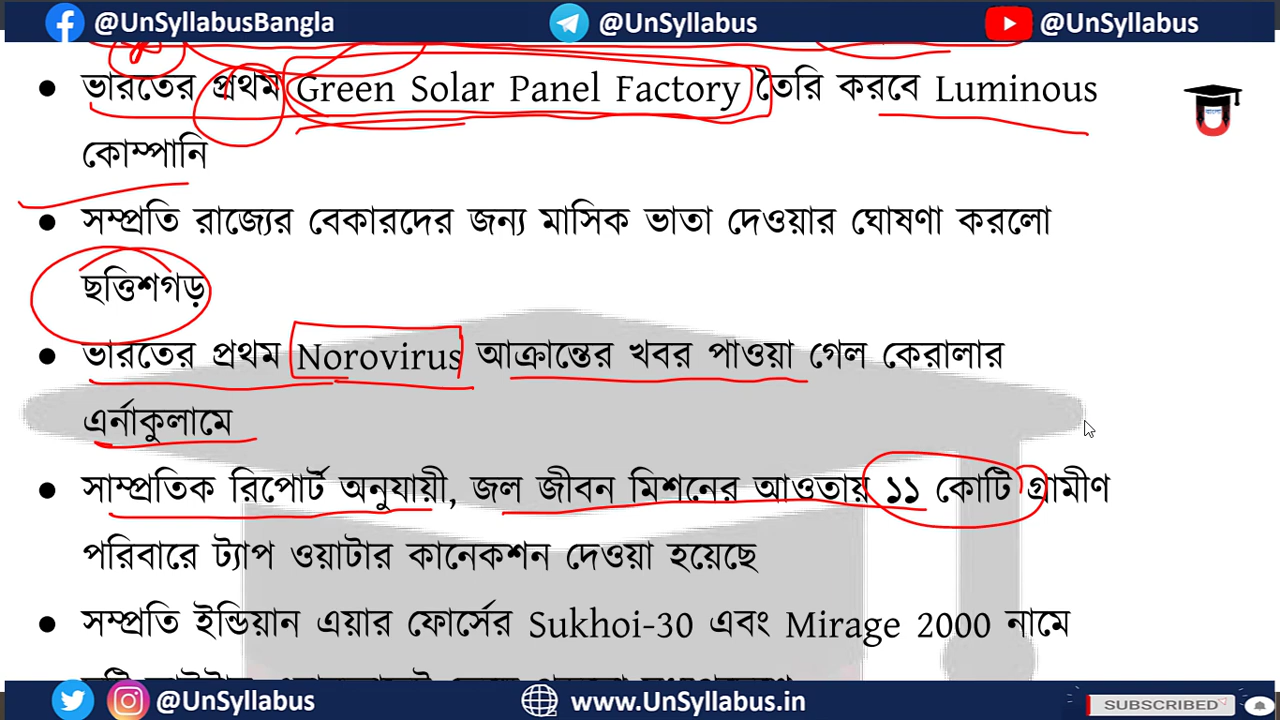 @UnSyllabusBangla @UnSyllabus @UnSyllabus
ভারতের প্রথম Green Solar Panel Factory তৈরি করবে Luminous
কোম্পানি
সম্প্রতি রাজ্যের বেকারদের জন্য মাসিক ভাতা দেওয়ার ঘোষণা করলো
ছত্তিশগড়
ভারতের প্রথম Norovirus আক্রান্তের খবর পাওয়া গেল কেরালার
এর্নাকুলামে
সাম্প্রতিক রিপোর্ট অনুযায়ী, জল জীবন মিশনের আওতায় ১১ কোটি গ্রামীণ
পরিবারে ট্যাপ ওয়াটার কানেকশন দেওয়া হয়েছে
সম্প্রতি ইন্ডিয়ান এয়ার ফোর্সের Sukhoi-30 এবং Mirage 2000 নামে
@UnSyllabus www.UnSyllabus.in SUBSCRIBED